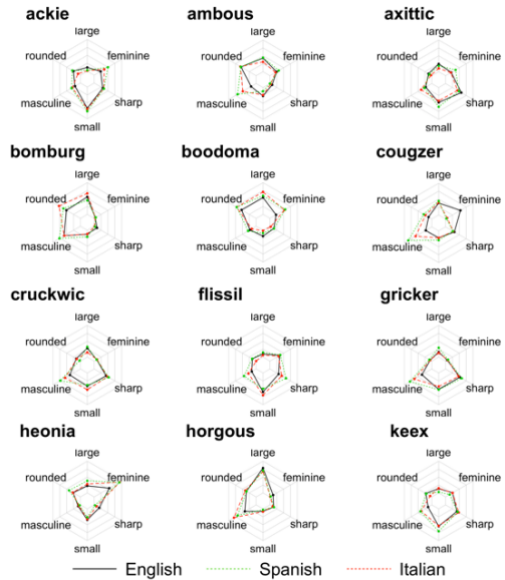 ackie ambous axittic
large large large
rounded feminine rounded feminine rounded feminine
masculine sharp masculine sharp masculine sharp
small small small
bomburg boodoma cougzer
large large large
rounded feminine rounded feminine rounded feminine
masculine sharp masculine sharp masculine sharp
small small small
cruckwic flissil gricker
large large large
rounded feminine rounded feminine rounded feminine
masculine sharp masculine sharp masculine sharp
small small small
heonia horgous keex
large large large
rounded feminine rounded feminine rounded feminine
masculine sharp masculine sharp masculine sharp
small small small
English Spanish Italian